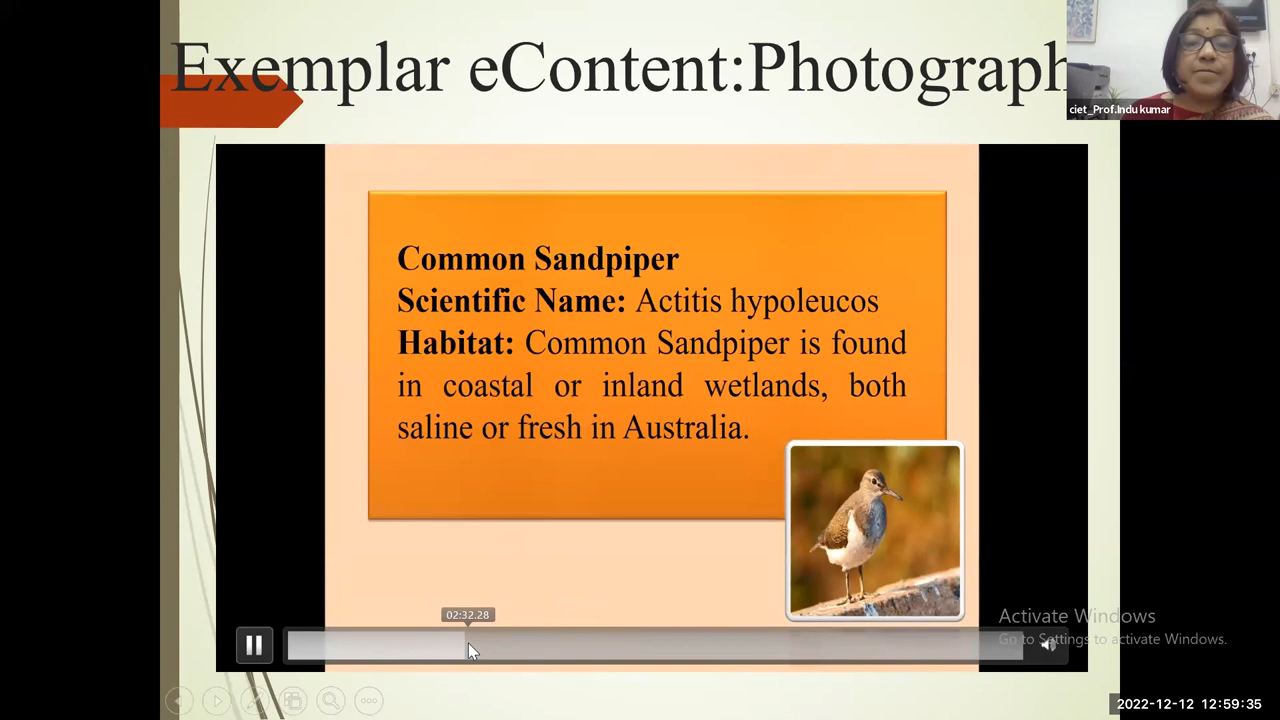 Exemplar eContent:Photograph
ciet_Prof.Indu kumar
Common Sandpiper
Scientific Name: Actitis hypoleucos
Habitat: Common Sandpiper is found
in coastal or inland wetlands, both
saline or fresh in Australia.
02:32.28
Activate Windows
Go to Settings to activate Windows.
2022-12-12 12:59:35